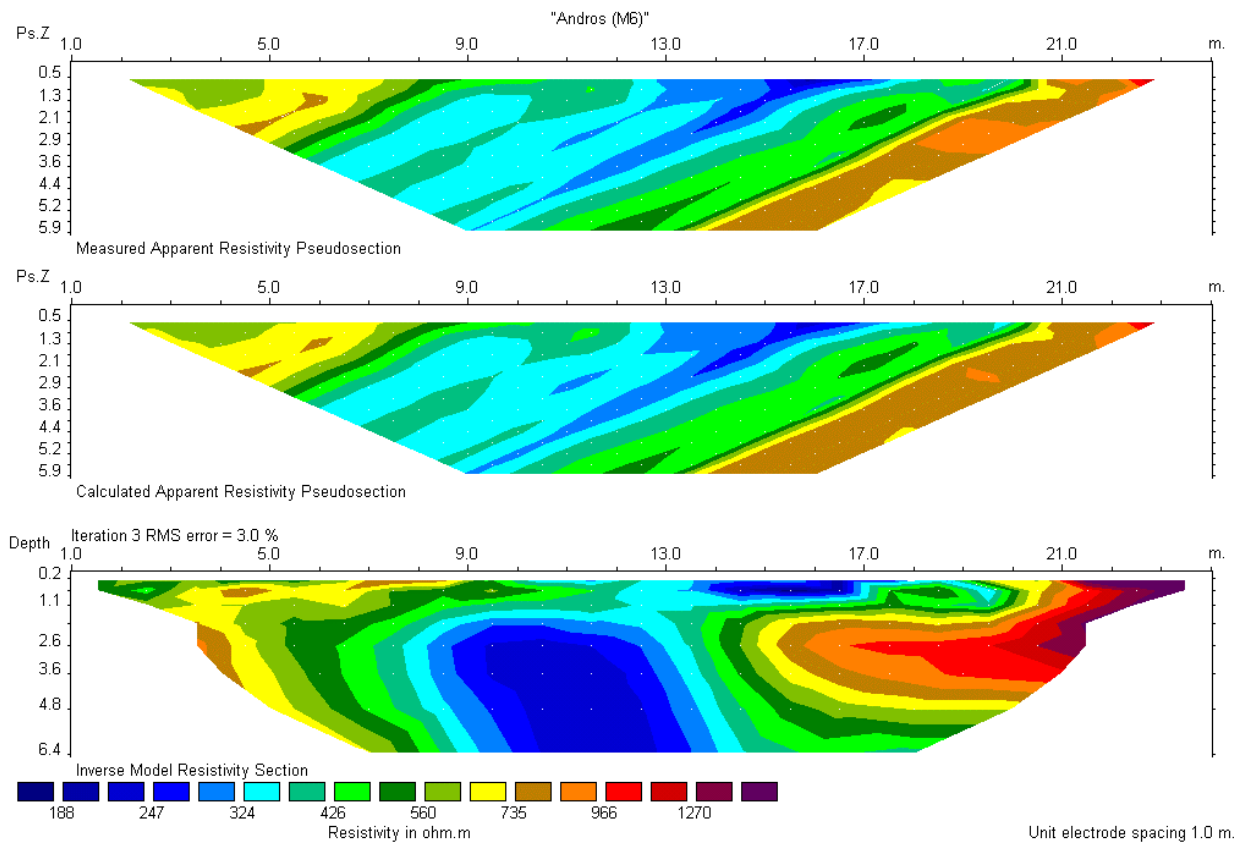 "Andros (M6)"
Ps.Z
1.0 5.0 9.0 13.0 17.0 21.0 m.
0.5
1.3
2.1
2.9
3.6
4.4
5.2
5.9
Measured Apparent Resistivity Pseudosection
Ps.Z
1.0 5.0 9.0 13.0 17.0 21.0 m.
0.5
1.3
2.1
2.9
3.6
4.4
5.2
5.9
Calculated Apparent Resistivity Pseudosection
Depth Iteration 3 RMS error = 3.0 %
1.0 5.0 9.0 13.0 17.0 21.0 m.
0.2
1.1
2.6
3.6
4.8
6.4
Inverse Model Resistivity Section
188 247 324 426 560 735 966 1270
Resistivity in ohm.m Unit electrode spacing 1.0 m.